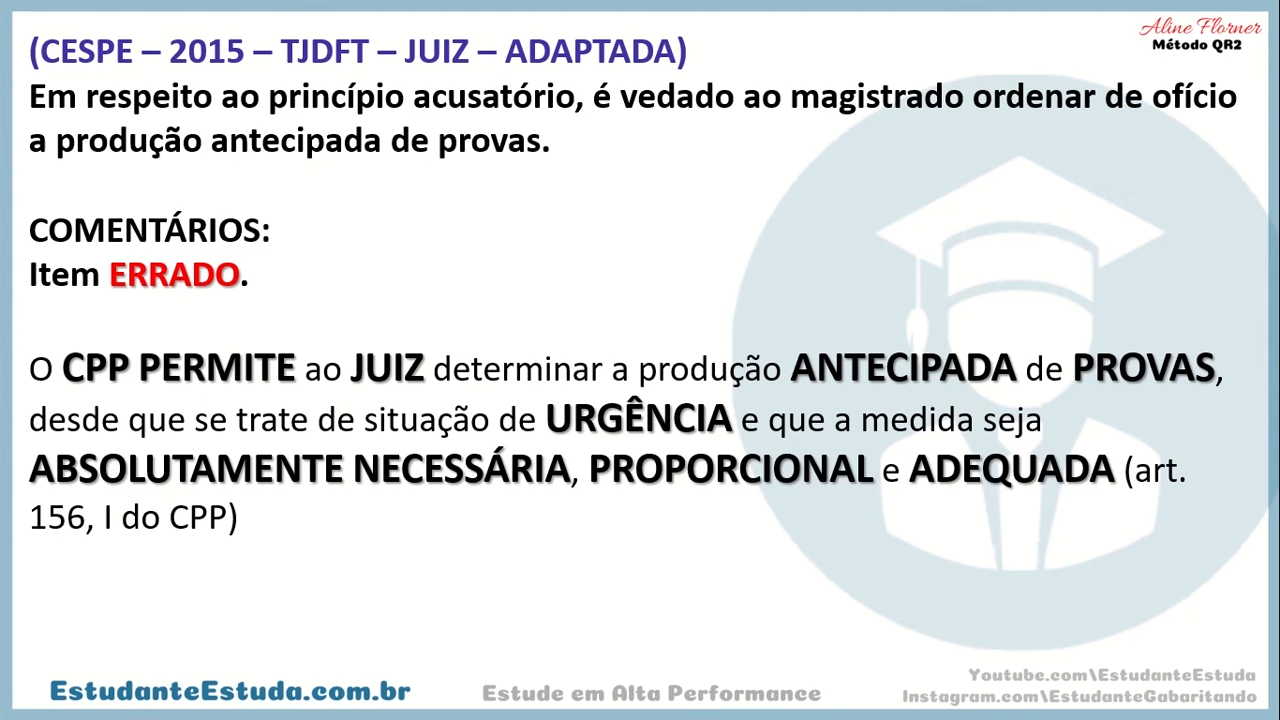 Aline Florner
Método QR2
(CESPE – 2015 – TJDFT – JUIZ – ADAPTADA)
Em respeito ao princípio acusatório, é vedado ao magistrado ordenar de ofício
a produção antecipada de provas.
COMENTÁRIOS:
Item ERRADO.
O CPP PERMITE ao JUIZ determinar a produção ANTECIPADA de PROVAS,
desde que se trate de situação de URGÊNCIA e que a medida seja
ABSOLUTAMENTE NECESSÁRIA, PROPORCIONAL e ADEQUADA (art.
156, I do CPP)
EstudanteEstuda.com.br
Estude em Alta Performance
Youtube.com\EstudanteEstuda
Instagram.com\EstudanteGabaritando